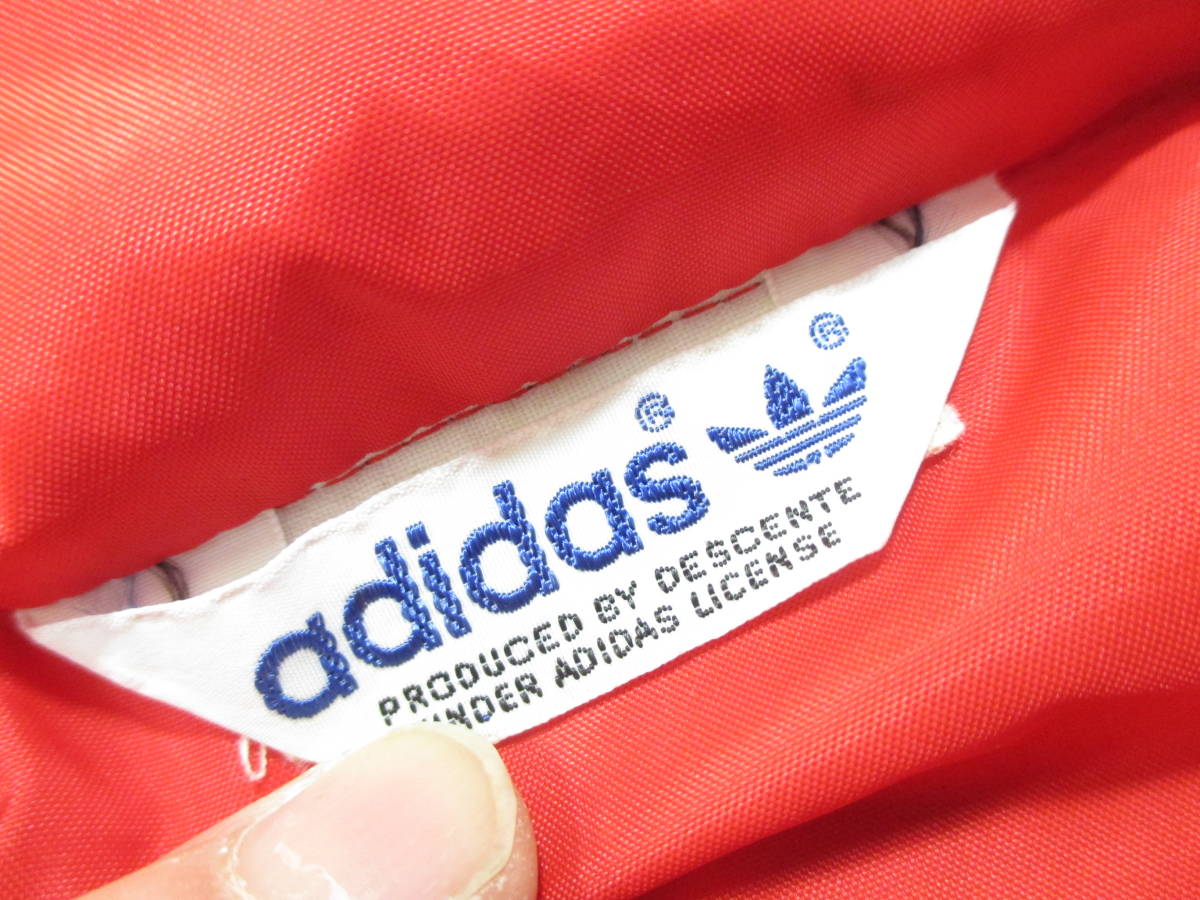 adidas®
®
PRODUCED BY DESCENTE
UNDER ADIDAS LICENSE